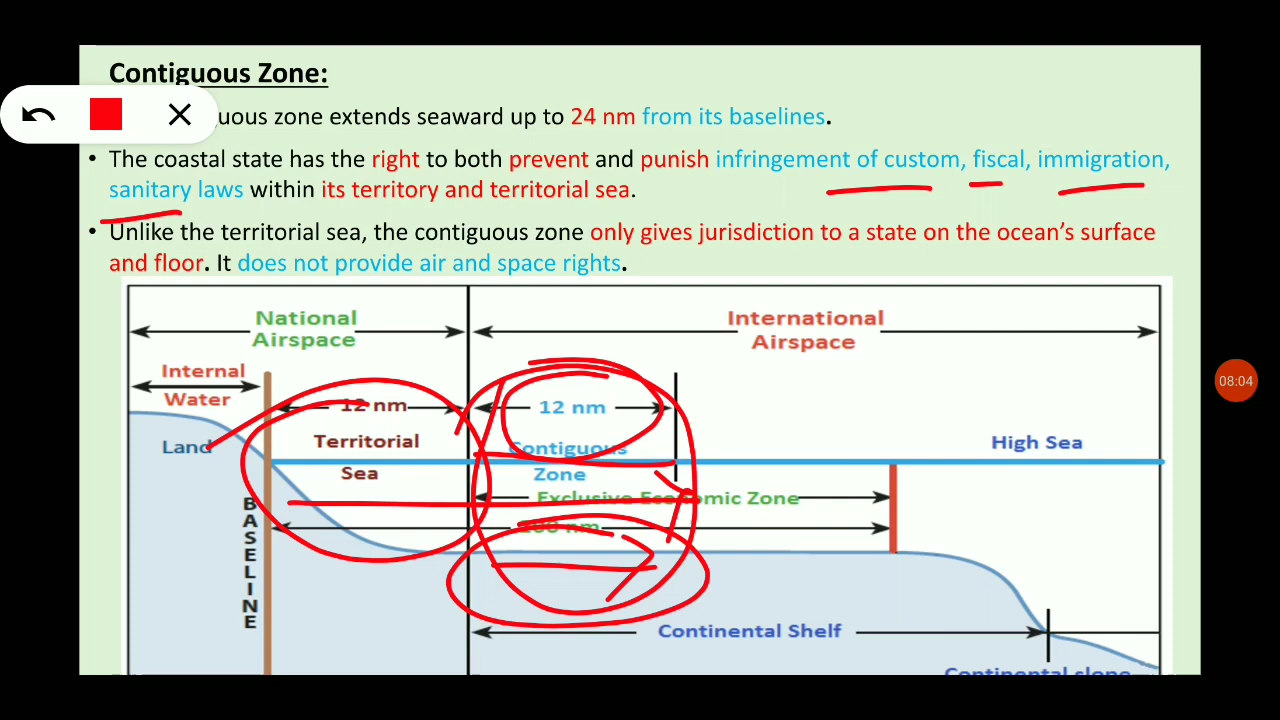 Contiguous Zone:
uous zone extends seaward up to 24 nm from its baselines.
• The coastal state has the right to both prevent and punish infringement of custom, fiscal, immigration,
sanitary laws within its territory and territorial sea.
• Unlike the territorial sea, the contiguous zone only gives jurisdiction to a state on the ocean's surface
and floor. It does not provide air and space rights.
National
Airspace
International
Airspace
Internal
Water
12 nm
12 nm
Land
Territorial
Sea
Contiguous
Zone
High Sea
Exclusive Economic Zone
200 nm
BASELINE
Continental Shelf
Continental slope
08:04